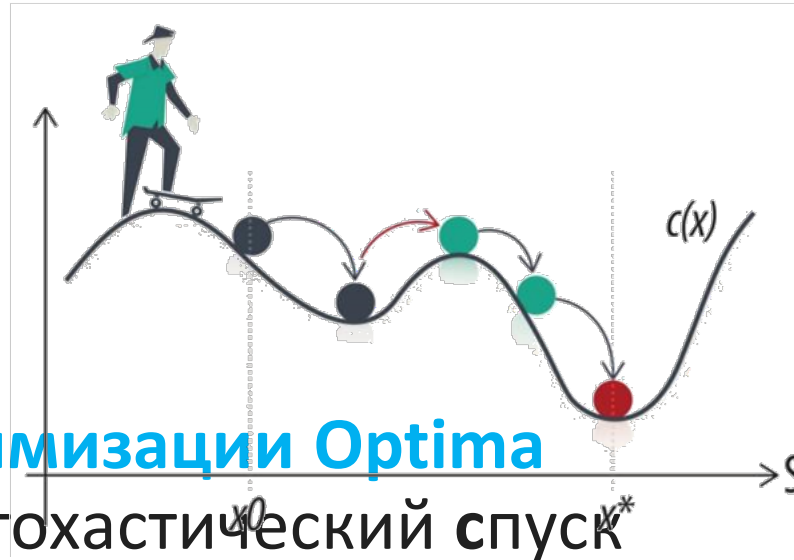 c(x)
имизации Optima
S
x0 x*
тохастический спуск